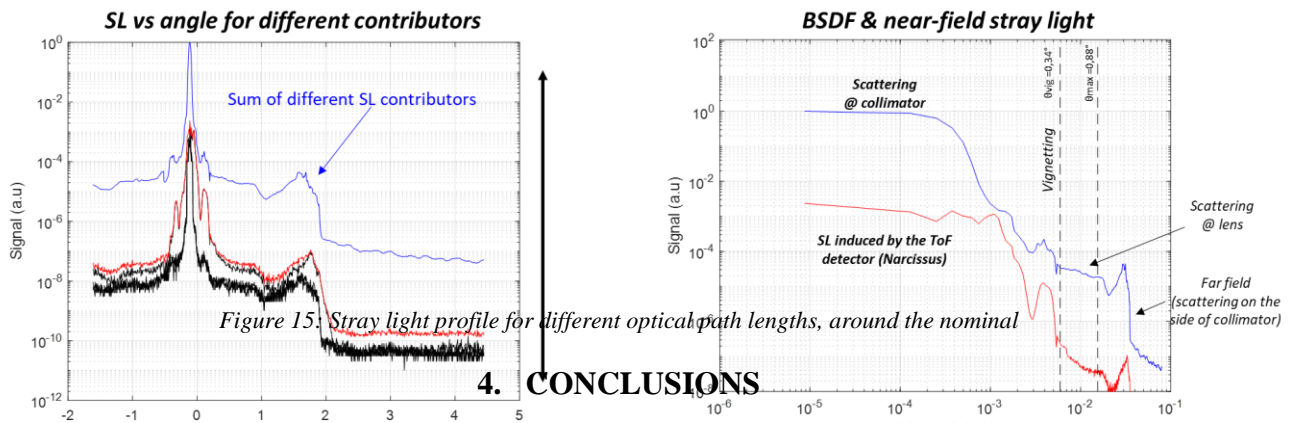 SL vs angle for different contributors
10^0
10^-2
10^-4
10^-6
10^-8
10^-10
10^-12
Signal (a.u)
Sum of different SL contributors
-2 -1 0 1 2 3 4 5
BSDF & near-field stray light
10^2
10^0
10^-2
10^-4
10^-6
10^-8
Signal (a.u)
Scattering
@ collimator
θvig =0,34°
θmax =0,88°
Vignetting
SL induced by the ToF
detector (Narcissus)
Scattering
@ lens
Far field
(scattering on the
side of collimator)
10^-6 10^-5 10^-4 10^-3 10^-2 10^-1
Figure 15: Stray light profile for different optical path lengths, around the nominal
4. CONCLUSIONS